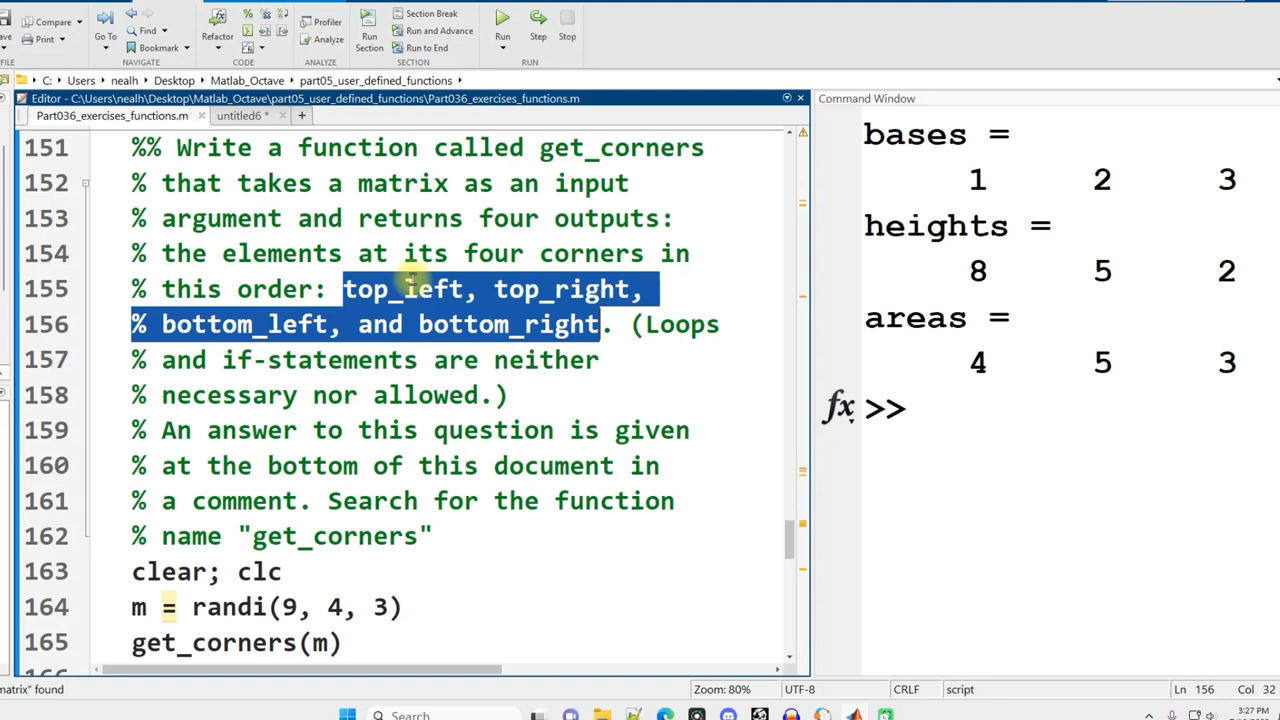 Compare
Print
Go To
Find
Bookmark
NAVIGATE
Refactor
CODE
Profiler
Analyze
ANALYZE
Run
Section
Section Break
Run and Advance
Run to End
SECTION
Run
Step
Stop
RUN
C: Users nealh Desktop Matlab_Octave part05_user_defined_functions
Editor - C:\Users\nealh\Desktop\Matlab_Octave\part05_user_defined_functions\Part036_exercises_functions.m
Part036_exercises_functions.m
untitled6 *
151 %% Write a function called get_corners
152 % that takes a matrix as an input
153 % argument and returns four outputs:
154 % the elements at its four corners in
155 % this order: top_left, top_right,
156 % bottom_left, and bottom_right. (Loops
157 % and if-statements are neither
158 % necessary nor allowed.)
159 % An answer to this question is given
160 % at the bottom of this document in
161 % a comment. Search for the function
162 % name "get_corners"
163 clear; clc
164 m = randi(9, 4, 3)
165 get_corners(m)
Command Window
bases =
1 2 3
heights =
8 5 2
areas =
4 5 3
fx >>
matrix" found
Zoom: 80%
UTF-8
CRLF
script
Ln 156 Col 32
Search
3:27 PM